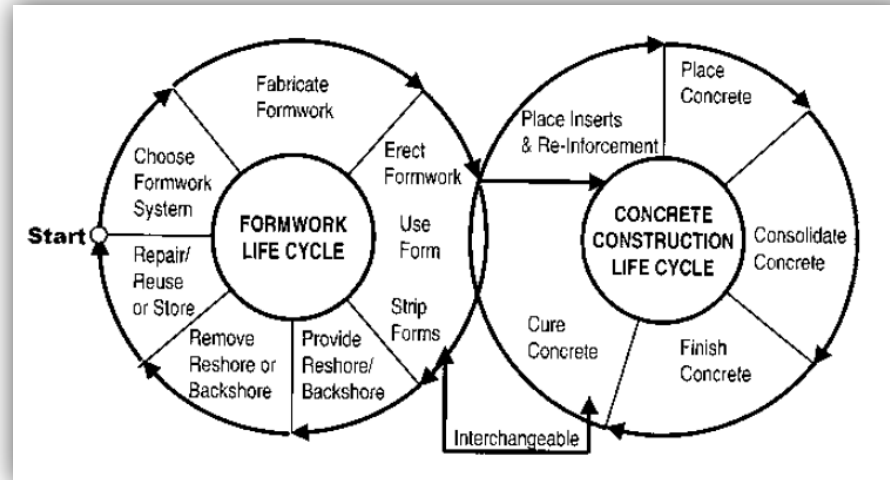 Fabricate
Formwork
Choose
Formwork
System
Start
Repair/
Reuse
or Store
Remove
Reshore or
Backshore
Provide
Reshore/
Backshore
Erect
Formwork
Use
Form
Strip
Forms
FORMWORK
LIFE CYCLE
Place Inserts
& Re-Inforcement
Place
Concrete
Consolidate
Concrete
Finish
Concrete
Cure
Concrete
CONCRETE
CONSTRUCTION
LIFE CYCLE
Interchangeable